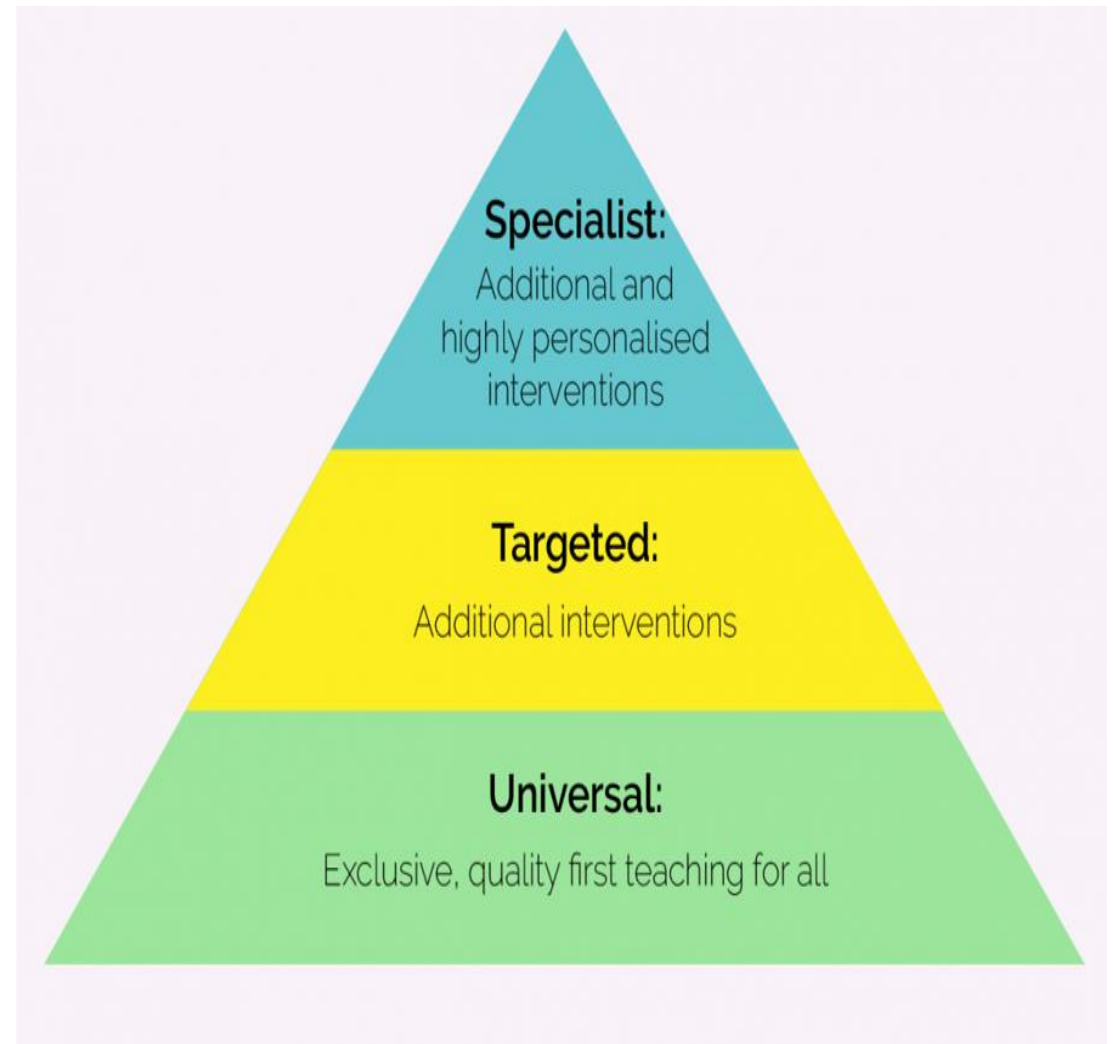 Specialist:
Additional and
highly personalised
interventions
Targeted:
Additional interventions
Universal:
Exclusive, quality first teaching for all